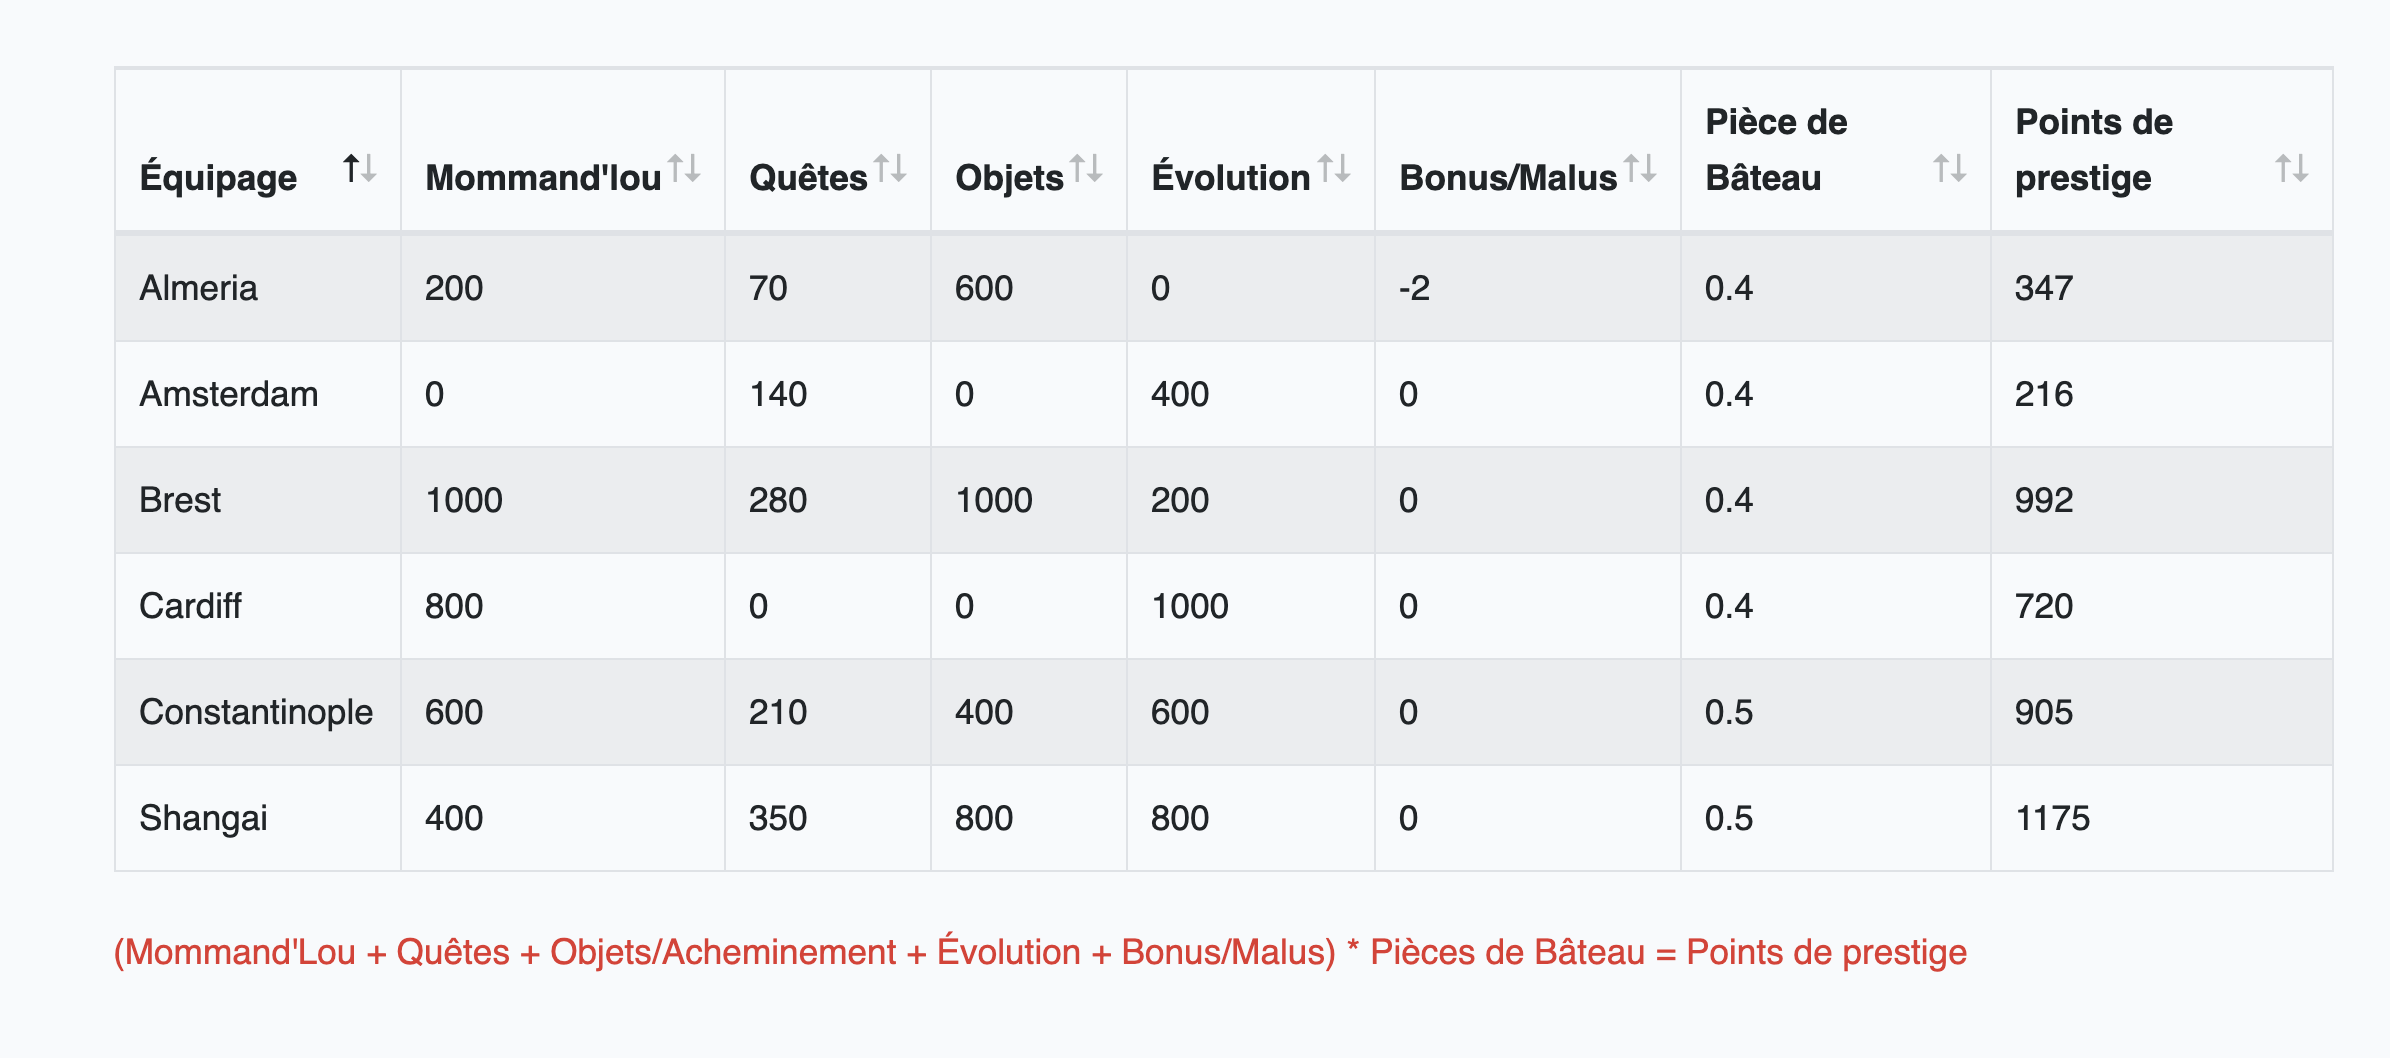 Équipage Mommand'lou Quêtes Objets Évolution Bonus/Malus Pièce de Bâteau Points de prestige
Almeria 200 70 600 0 -2 0.4 347
Amsterdam 0 140 0 400 0 0.4 216
Brest 1000 280 1000 200 0 0.4 992
Cardiff 800 0 0 1000 0 0.4 720
Constantinople 600 210 400 600 0 0.5 905
Shangai 400 350 800 800 0 0.5 1175
(Mommand'Lou + Quêtes + Objets/Acheminement + Évolution + Bonus/Malus) * Pièces de Bâteau = Points de prestige